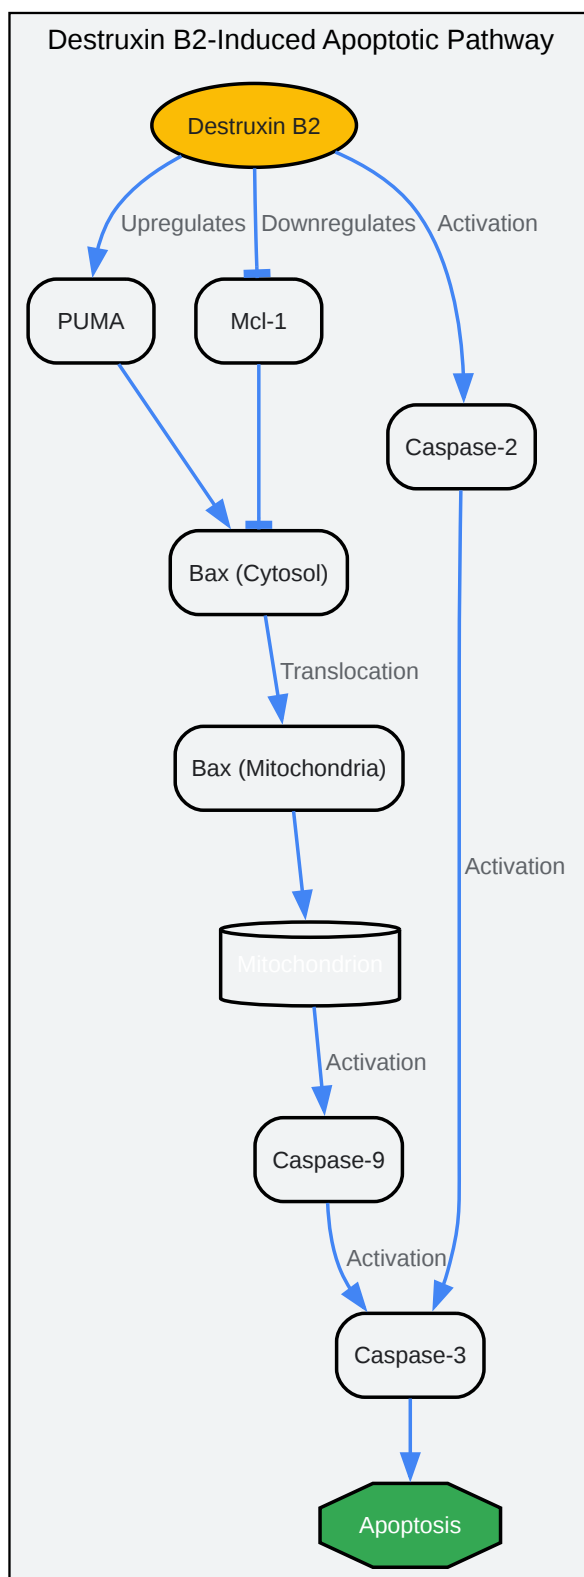 Destruxin B2-Induced Apoptotic Pathway
Destruxin B2
Upregulates
Downregulates
Activation
PUMA
Mcl-1
Caspase-2
Bax (Cytosol)
Translocation
Bax (Mitochondria)
Activation
Mitochondrion
Activation
Caspase-9
Activation
Caspase-3
Apoptosis